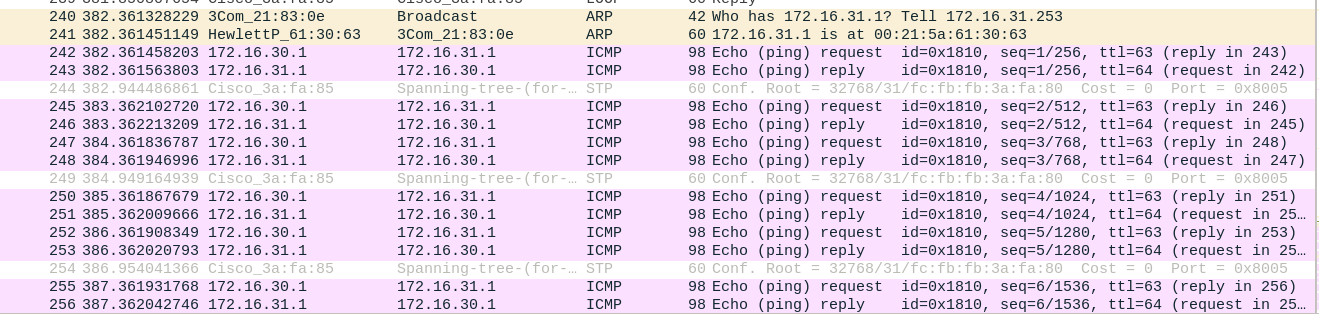 240 382.361328229 3Com_21:83:0e Broadcast ARP 42 Who has 172.16.31.1? Tell 172.16.31.253
241 382.361451149 HewlettP_61:30:63 3Com_21:83:0e ARP 60 172.16.31.1 is at 00:21:5a:61:30:63
242 382.361458203 172.16.30.1 172.16.31.1 ICMP 98 Echo (ping) request id=0x1810, seq=1/256, ttl=63 (reply in 243)
243 382.361563803 172.16.31.1 172.16.30.1 ICMP 98 Echo (ping) reply id=0x1810, seq=1/256, ttl=64 (request in 242)
244 382.944486861 Cisco_3a:fa:85 Spanning-tree-(for-… STP 60 Conf. Root = 32768/31/fc:fb:fb:3a:fa:80 Cost = 0 Port = 0x8005
245 383.362102720 172.16.30.1 172.16.31.1 ICMP 98 Echo (ping) request id=0x1810, seq=2/512, ttl=63 (reply in 246)
246 383.362213209 172.16.31.1 172.16.30.1 ICMP 98 Echo (ping) reply id=0x1810, seq=2/512, ttl=64 (request in 245)
247 384.361836787 172.16.30.1 172.16.31.1 ICMP 98 Echo (ping) request id=0x1810, seq=3/768, ttl=63 (reply in 248)
248 384.361946996 172.16.31.1 172.16.30.1 ICMP 98 Echo (ping) reply id=0x1810, seq=3/768, ttl=64 (request in 247)
249 384.949164939 Cisco_3a:fa:85 Spanning-tree-(for-… STP 60 Conf. Root = 32768/31/fc:fb:fb:3a:fa:80 Cost = 0 Port = 0x8005
250 385.361867679 172.16.30.1 172.16.31.1 ICMP 98 Echo (ping) request id=0x1810, seq=4/1024, ttl=63 (reply in 251)
251 385.362009666 172.16.31.1 172.16.30.1 ICMP 98 Echo (ping) reply id=0x1810, seq=4/1024, ttl=64 (request in 25…
252 386.361908349 172.16.30.1 172.16.31.1 ICMP 98 Echo (ping) request id=0x1810, seq=5/1280, ttl=63 (reply in 253)
253 386.362020793 172.16.31.1 172.16.30.1 ICMP 98 Echo (ping) reply id=0x1810, seq=5/1280, ttl=64 (request in 25…
254 386.954041366 Cisco_3a:fa:85 Spanning-tree-(for-… STP 60 Conf. Root = 32768/31/fc:fb:fb:3a:fa:80 Cost = 0 Port = 0x8005
255 387.361931768 172.16.30.1 172.16.31.1 ICMP 98 Echo (ping) request id=0x1810, seq=6/1536, ttl=63 (reply in 256)
256 387.362042746 172.16.31.1 172.16.30.1 ICMP 98 Echo (ping) reply id=0x1810, seq=6/1536, ttl=64 (request in 25…